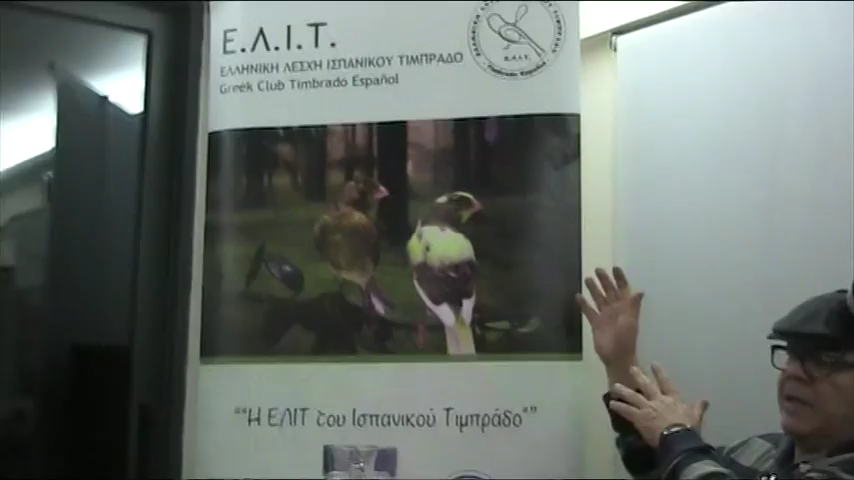 Ε.Λ.Ι.Τ.
ΕΛΛΗΝΙΚΗ ΛΕΣΧΗ ΙΣΠΑΝΙΚΟΥ ΤΙΜΠΡΑΔΟ
Greek Club Timbrado Español
Ε.Λ.Ι.Τ.
““Η ΕΛΙΤ του Ισπανικού Τιμπράδο””